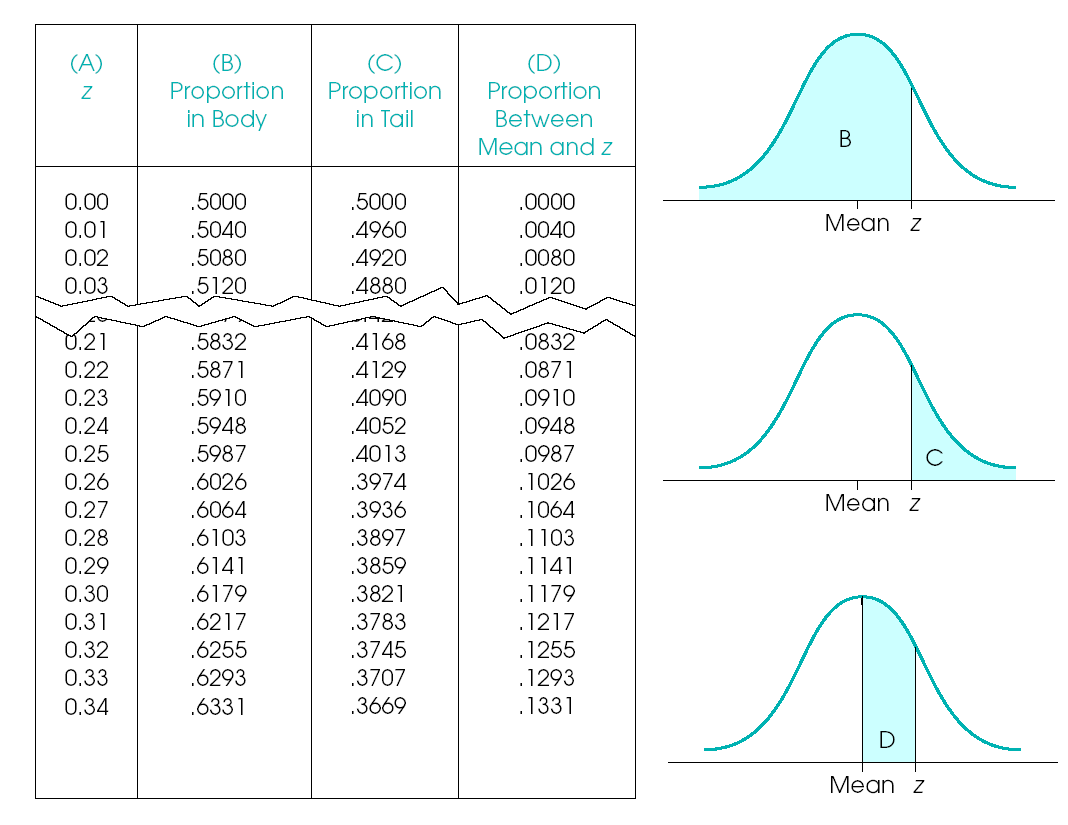 (A) (B) (C) (D)
z Proportion Proportion Proportion
in Body in Tail Between
Mean and z
0.00 .5000 .5000 .0000
0.01 .5040 .4960 .0040
0.02 .5080 .4920 .0080
0.03 .5120 .4880 .0120
0.21 .5832 .4168 .0832
0.22 .5871 .4129 .0871
0.23 .5910 .4090 .0910
0.24 .5948 .4052 .0948
0.25 .5987 .4013 .0987
0.26 .6026 .3974 .1026
0.27 .6064 .3936 .1064
0.28 .6103 .3897 .1103
0.29 .6141 .3859 .1141
0.30 .6179 .3821 .1179
0.31 .6217 .3783 .1217
0.32 .6255 .3745 .1255
0.33 .6293 .3707 .1293
0.34 .6331 .3669 .1331
B
Mean z
C
Mean z
D
Mean z